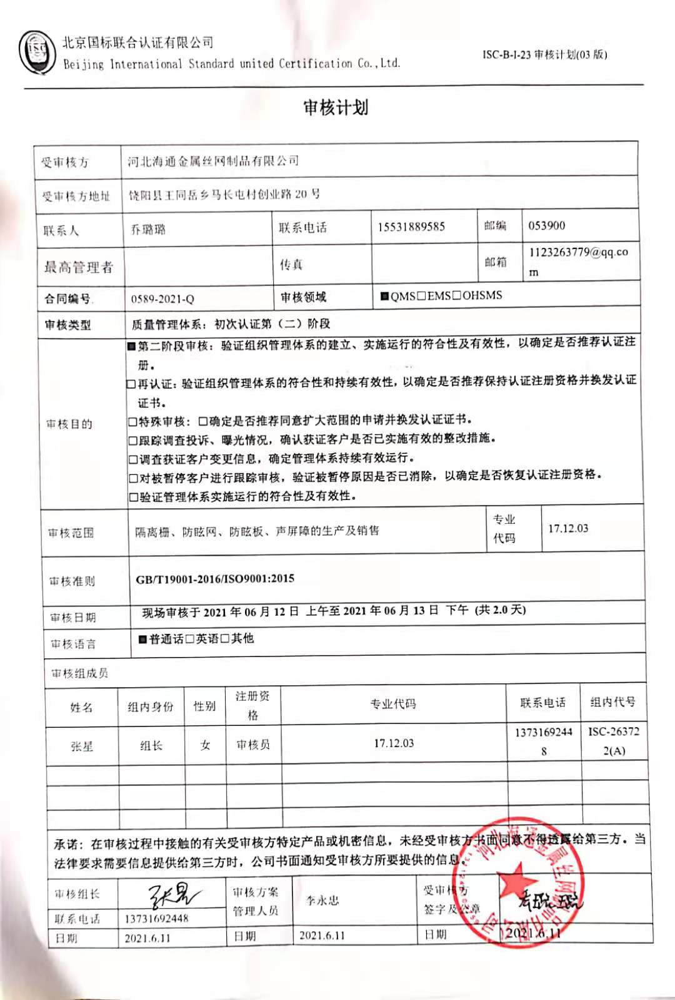 北京国标联合认证有限公司
Beijing International Standard united Certification Co.,Ltd.
ISC-B-I-23 审核计划(03 版)
审核计划
受审核方 河北海通金属丝网制品有限公司
受审核方地址 饶阳县王同岳乡马长屯村创业路 20 号
联系人 乔璐璐 联系电话 15531889585 邮编 053900
最高管理者 传真 邮箱 1123263779@qq.co
m
合同编号 0589-2021-Q 审核领域 ■QMS□EMS□OHSMS
审核类型 质量管理体系：初次认证第（二）阶段
审核目的
■第二阶段审核：验证组织管理体系的建立、实施运行的符合性及有效性，以确定是否推荐认证注
册。
□再认证：验证组织管理体系的符合性和持续有效性，以确定是否推荐保持认证注册资格并换发认证
证书。
□特殊审核：□确定是否推荐同意扩大范围的申请并换发认证证书。
□跟踪调查投诉、曝光情况，确认获证客户是否已实施有效的整改措施。
□调查获证客户变更信息，确定管理体系持续有效运行。
□对被暂停客户进行跟踪审核，验证被暂停原因是否已消除，以确定是否恢复认证注册资格。
□验证管理体系实施运行的符合性及有效性。
审核范围 隔离栅、防眩网、防眩板、声屏障的生产及销售 专业
代码 17.12.03
审核准则 GB/T19001-2016/ISO9001:2015
审核日期 现场审核于 2021 年 06 月 12 日 上午至 2021 年 06 月 13 日 下午 (共 2.0 天)
审核语言 ■普通话□英语□其他
审核组成员
姓名 组内身份 性别 注册资
格 专业代码 联系电话 组内代号
张星 组长 女 审核员 17.12.03 1373169244
8 ISC-26372
2(A)
承诺：在审核过程中接触的有关受审核方特定产品或机密信息，未经受审核方书面同意不得透露给第三方。当
法律要求需要信息提供给第三方时，公司书面通知受审核方所要提供的信息。
审核组长 张星 审核方案
管理人员 李永忠 受审核方
签字及公章 乔璐璐
联系电话 13731692448
日期 2021.6.11 日期 2021.6.11 日期 2021.6.11
河北海通金属丝网制品有限公司